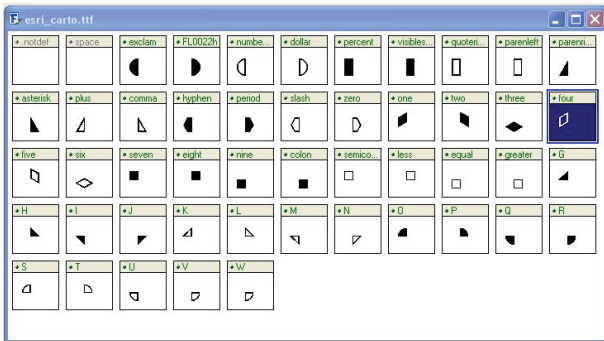 esri_carto.ttf
.notdef space exclam FL0022h numbe... dollar percent visibles... quoteri... parenleft parenri...
asterisk plus comma hyphen period slash zero one two three four
five six seven eight nine colon semico... less equal greater G
H I J K L M N O P Q R
S T U V W